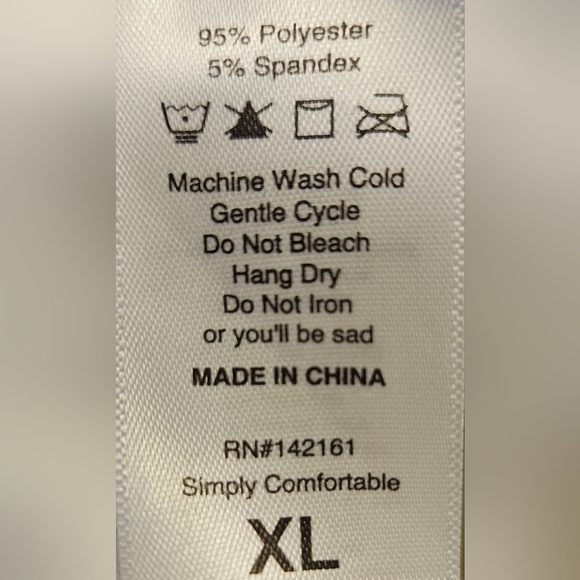 95% Polyester
5% Spandex
Machine Wash Cold
Gentle Cycle
Do Not Bleach
Hang Dry
Do Not Iron
or you'll be sad
MADE IN CHINA
RN#142161
Simply Comfortable
XL